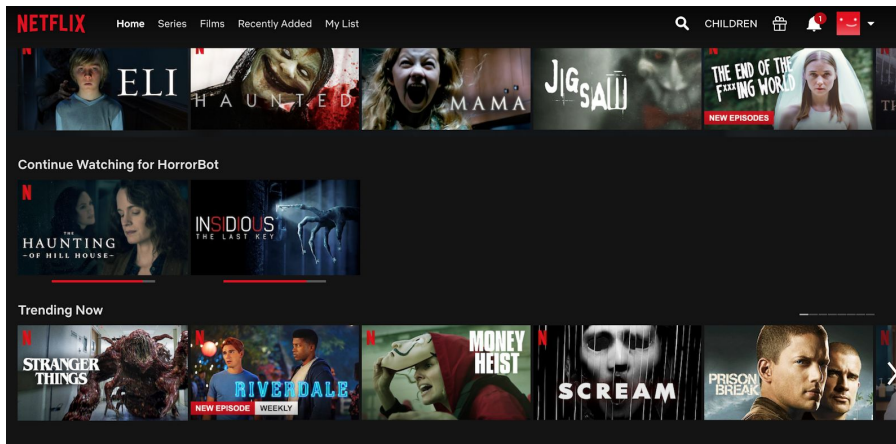 NETFLIX
Home Series Films Recently Added My List
CHILDREN
1
N
ELI
N
HAUNTED
MAMA
JIGSAW
N
THE END OF THE
F***ING WORLD
NEW EPISODES
TH
Continue Watching for HorrorBot
N
THE
HAUNTING
-OF HILL HOUSE-
INSIDIOUS
THE LAST KEY
Trending Now
N
STRANGER
THINGS
N
RIVERDALE
NEW EPISODE WEEKLY
N
MONEY
HEIST
N
SCREAM
PRISON
BREAK
N